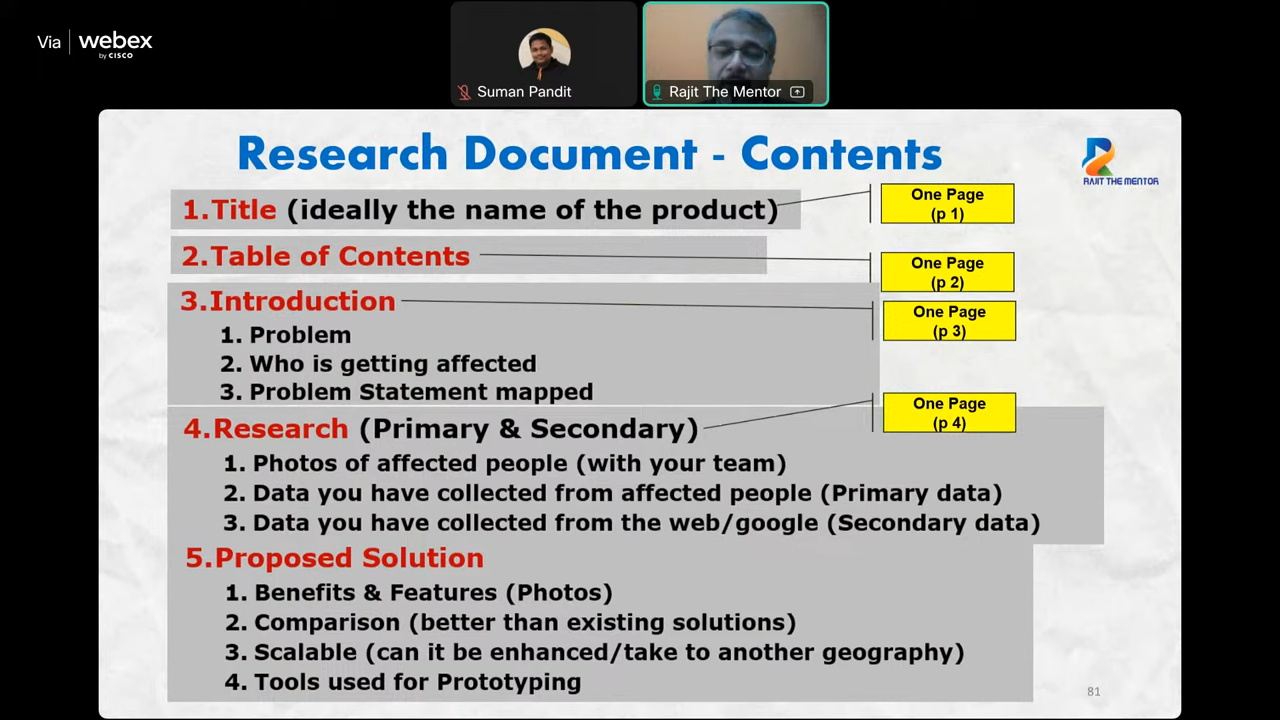 Via webex
by CISCO
Suman Pandit
Rajit The Mentor
Research Document - Contents
RAJIT THE MENTOR
1.Title (ideally the name of the product)
One Page
(p 1)
2.Table of Contents
One Page
(p 2)
3.Introduction
One Page
(p 3)
1. Problem
2. Who is getting affected
3. Problem Statement mapped
4.Research (Primary & Secondary)
One Page
(p 4)
1. Photos of affected people (with your team)
2. Data you have collected from affected people (Primary data)
3. Data you have collected from the web/google (Secondary data)
5.Proposed Solution
1. Benefits & Features (Photos)
2. Comparison (better than existing solutions)
3. Scalable (can it be enhanced/take to another geography)
4. Tools used for Prototyping
81